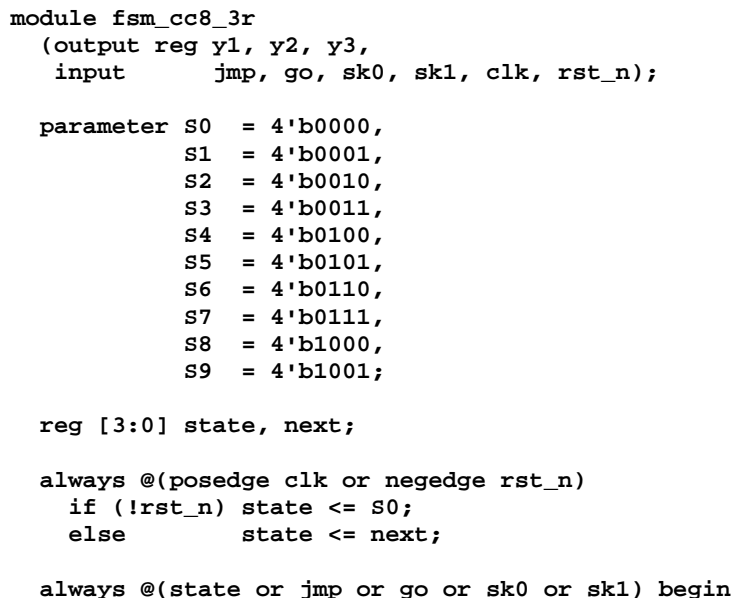 module fsm_cc8_3r
  (output reg y1, y2, y3,
   input      jmp, go, sk0, sk1, clk, rst_n);
  parameter S0  = 4'b0000,
            S1  = 4'b0001,
            S2  = 4'b0010,
            S3  = 4'b0011,
            S4  = 4'b0100,
            S5  = 4'b0101,
            S6  = 4'b0110,
            S7  = 4'b0111,
            S8  = 4'b1000,
            S9  = 4'b1001;
  reg [3:0] state, next;
  always @(posedge clk or negedge rst_n)
    if (!rst_n) state <= S0;
    else        state <= next;
  always @(state or jmp or go or sk0 or sk1) begin